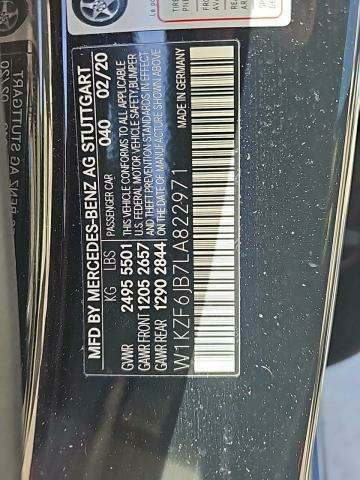 MFD BY MERCEDES-BENZ AG STUTTGART
PASSENGER CAR 040 02/20
KG LBS
GVWR 2495 5501
GAWR FRONT 1205 2657
GAWR REAR 1290 2844
THIS VEHICLE CONFORMS TO ALL APPLICABLE
U.S. FEDERAL MOTOR VEHICLE SAFETY,BUMPER,
AND THEFT PREVENTION STANDARDS IN EFFECT
ON THE DATE OF MANUFACTURE SHOWN ABOVE
MADE IN GERMANY
W1KZF6JB7LA822971
TIRE
FRONT